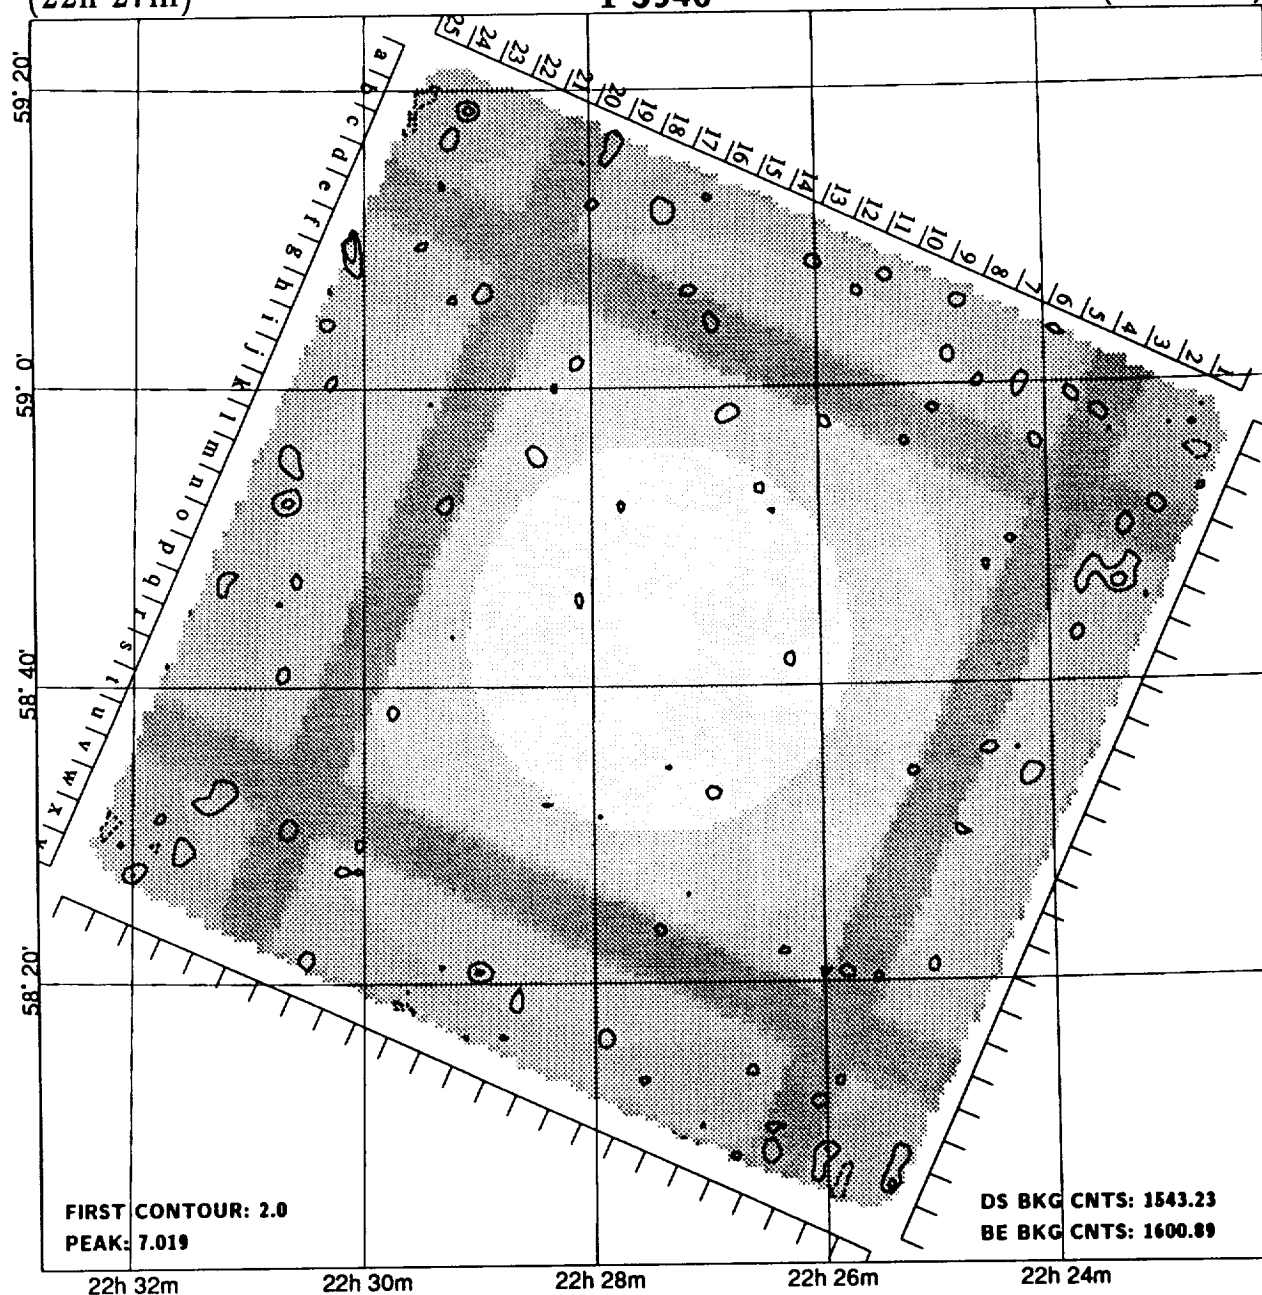 (22h 27m)
I 3940
25 24 23 22 21 20 19 18 17 16 15 14 13 12 11 10 9 8 7 6 5 4 3 2 1
a b c d e f g h i j k l m n o p q r s t u v w x y
59° 20'
59° 0'
58° 40'
58° 20'
FIRST CONTOUR: 2.0
PEAK: 7.019
DS BKG CNTS: 1543.23
BE BKG CNTS: 1600.89
22h 32m 22h 30m 22h 28m 22h 26m 22h 24m